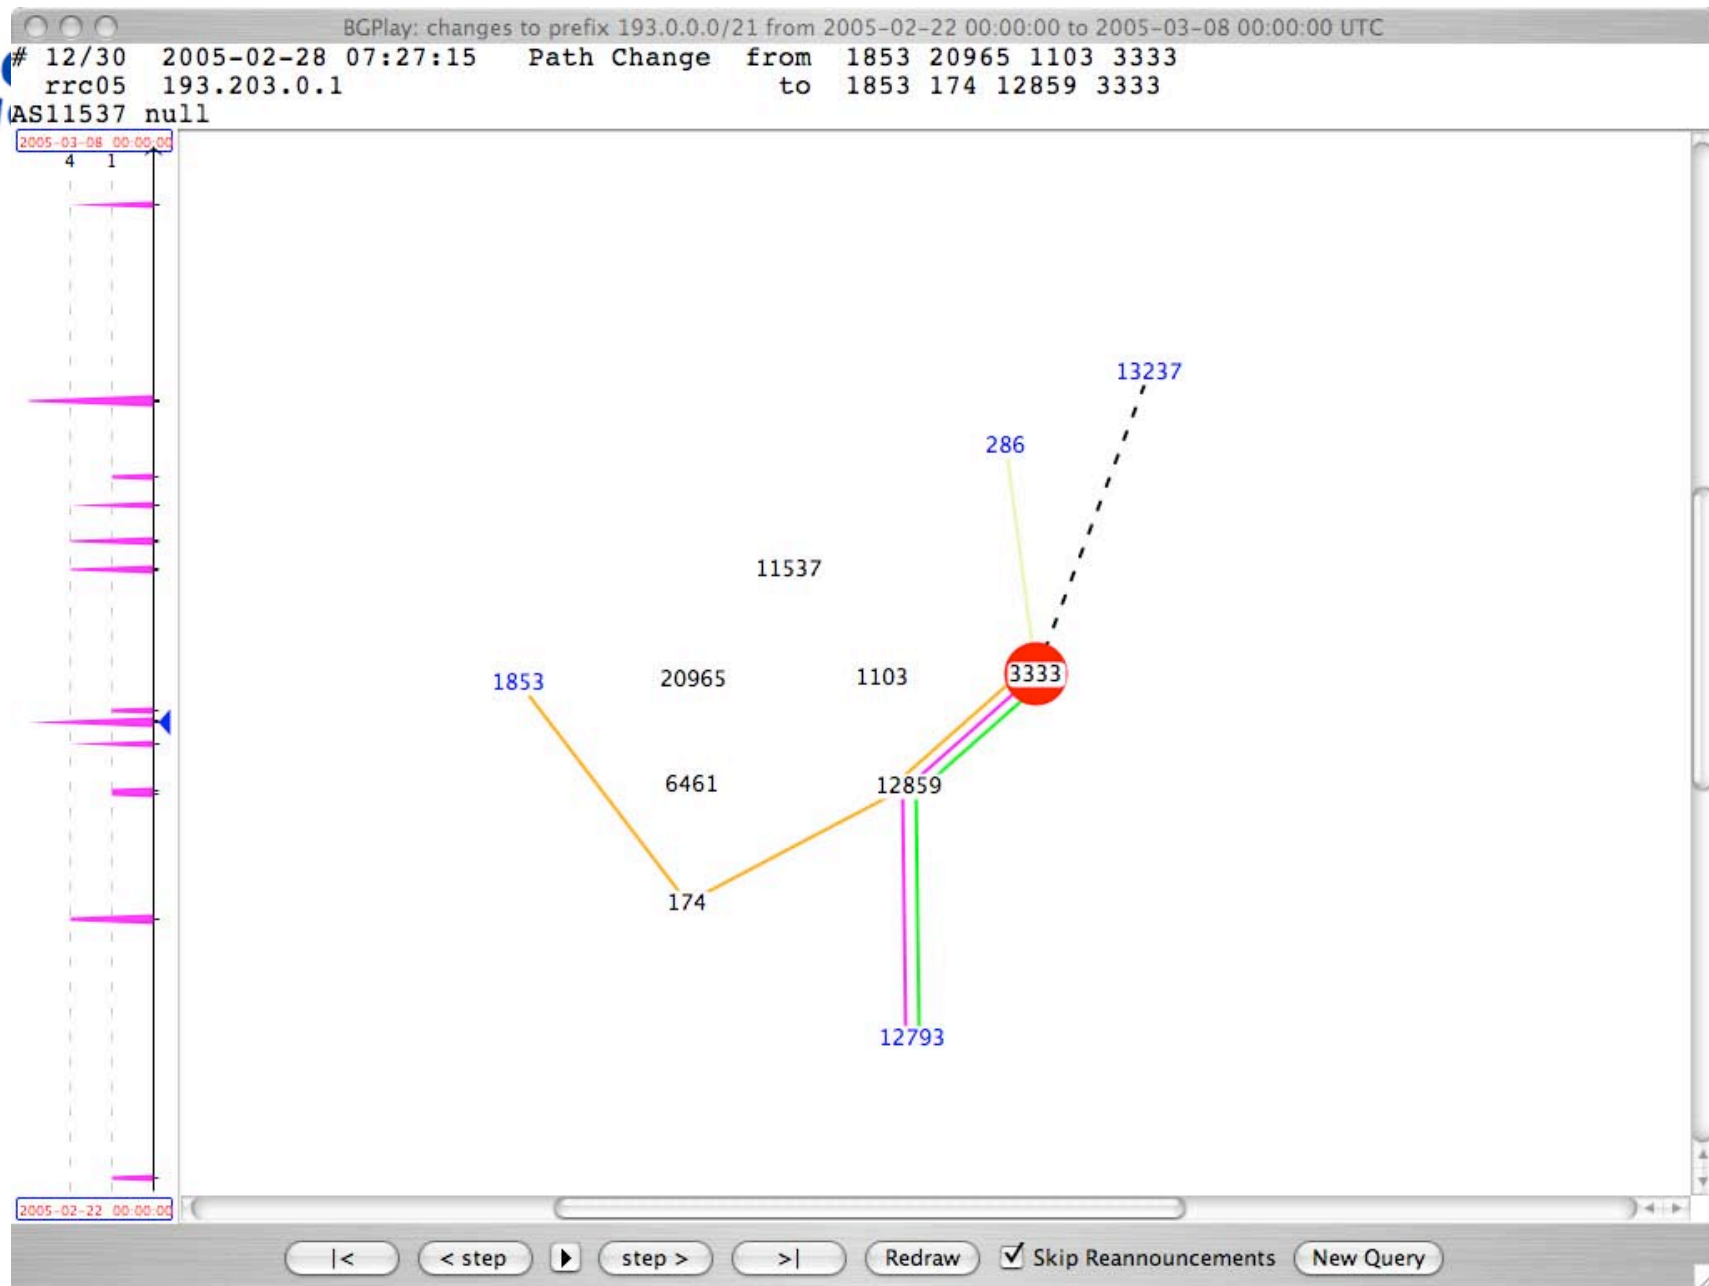 BGPlay: changes to prefix 193.0.0.0/21 from 2005-02-22 00:00:00 to 2005-03-08 00:00:00 UTC
# 12/30 2005-02-28 07:27:15 Path Change from 1853 20965 1103 3333
rrc05 193.203.0.1 to 1853 174 12859 3333
AS11537 null
2005-03-08 00:00:00
4 1
13237
286
11537
1853 20965 1103 3333
6461 12859
174
12793
2005-02-22 00:00:00
|< < step step > >| Redraw Skip Reannouncements New Query